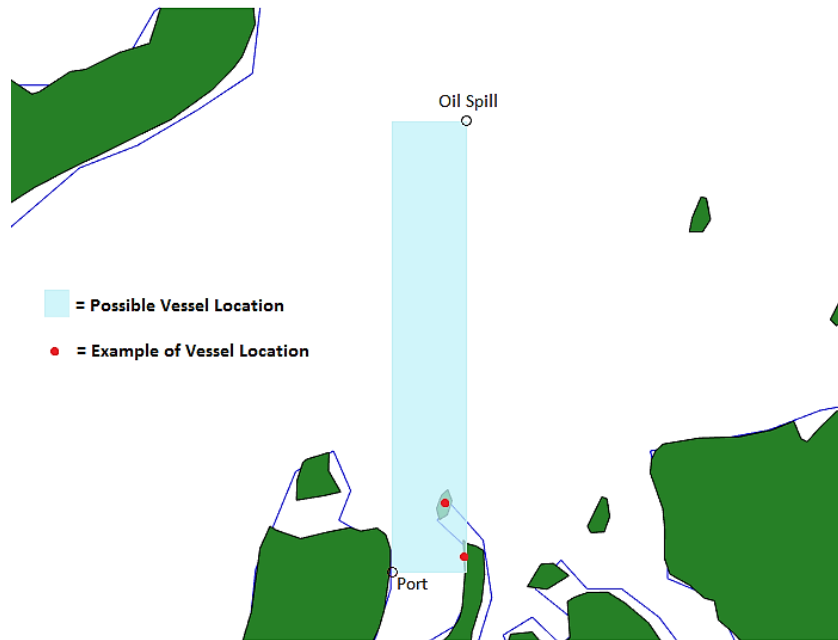 Oil Spill
= Possible Vessel Location
= Example of Vessel Location
Port